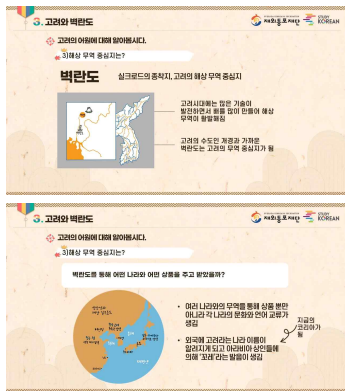 3. 고려와 벽란도
재외동포재단
STUDY
KOREAN
고려의 어원에 대해 알아봅시다.
3)해상 무역 중심지는?
벽란도 실크로드의 종착지, 고려의 해상 무역 중심지
고려시대에는 많은 기술이
발전하면서 배를 많이 만들어 해상
무역이 활발해짐
고려의 수도인 개경과 가까운
벽란도는 고려의 무역 중심지가 됨
3. 고려와 벽란도
재외동포재단
STUDY
KOREAN
고려의 어원에 대해 알아봅시다.
3)해상 무역 중심지는?
벽란도를 통해 어떤 나라와 어떤 상품을 주고 받았을까?
• 여러 나라와의 무역을 통해 상품 뿐만
아니라 각 나라의 문화와 언어 교류가
생김
• 외국에 고려라는 나라 이름이
알려지게 되고 아라비아 상인들에
의해 '꼬레'라는 발음이 생김
지금의
코리아가
됨